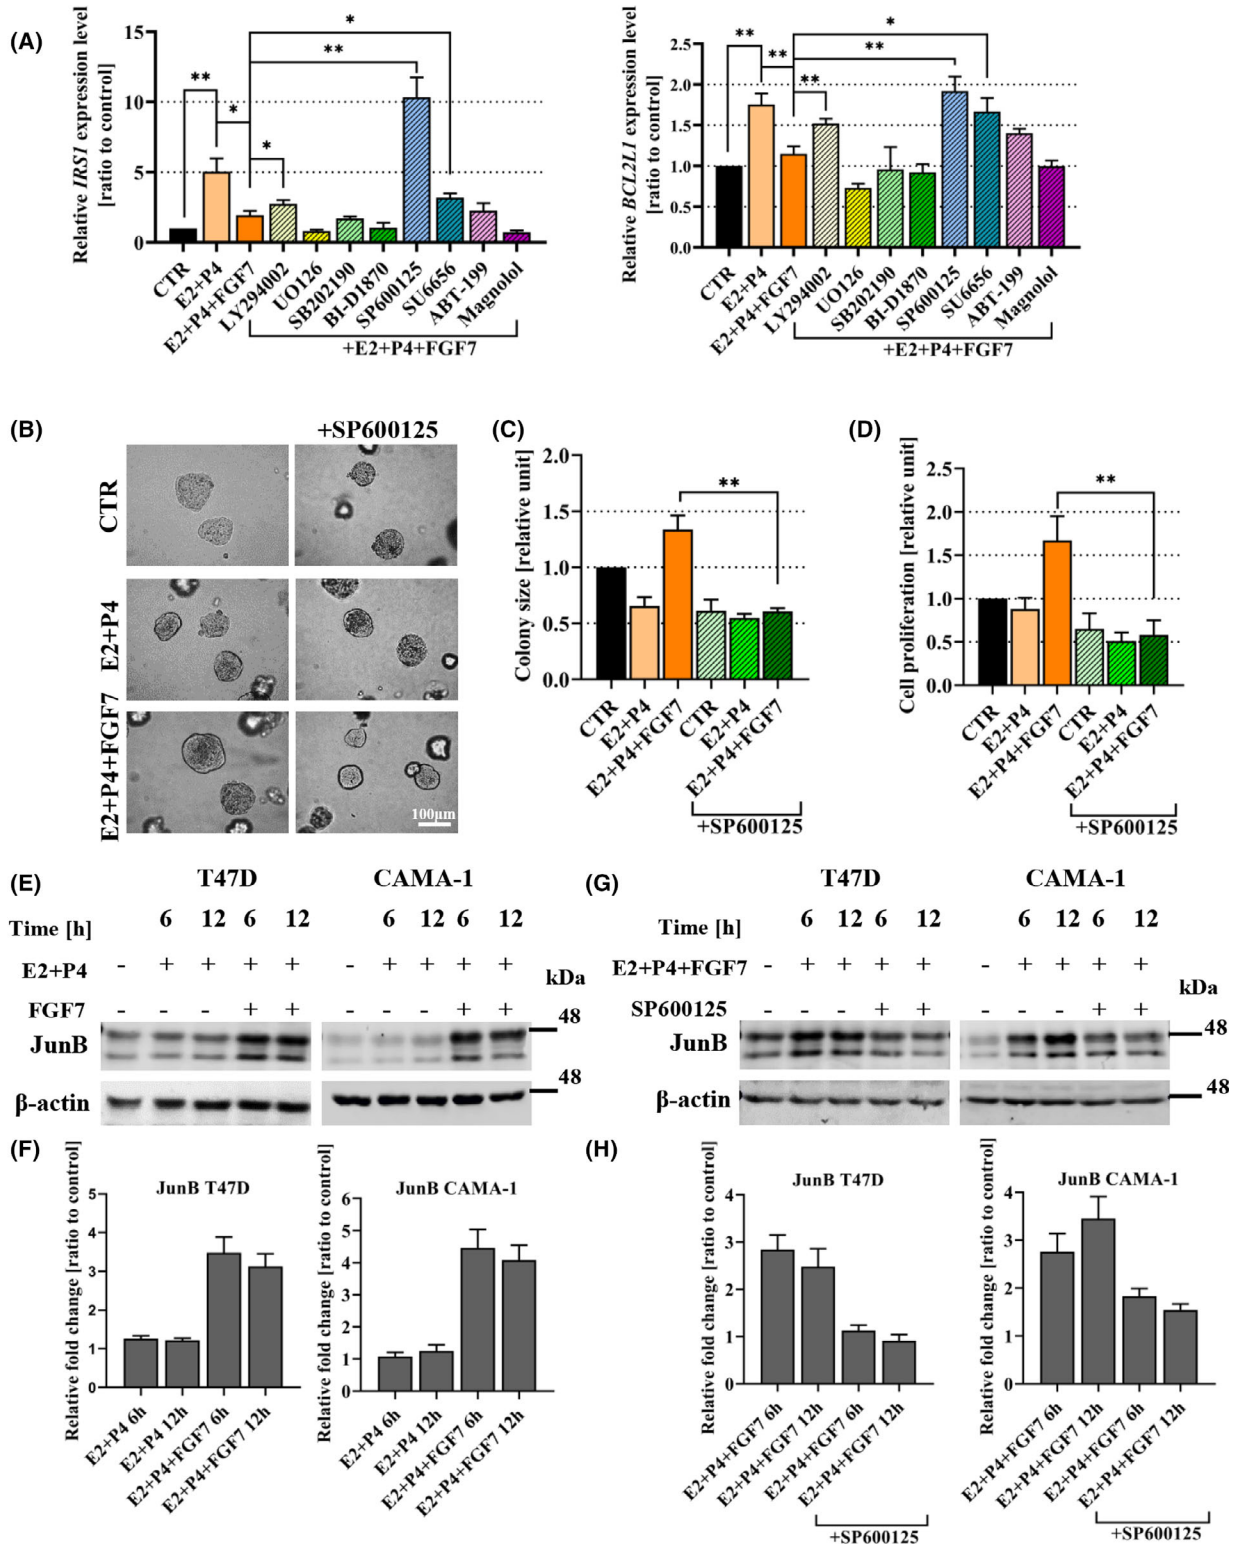 (A)
Relative IRS1 expression level
[ratio to control]
15
10
5
0
**
*
*
**
*
CTR
E2+P4
E2+P4+FGF7
LY294002
UO126
SB202190
BI-D1870
SP600125
SU6656
ABT-199
Magnolol
+E2+P4+FGF7
Relative BCL2L1 expression level
[ratio to control]
2.5
2.0
1.5
1.0
0.5
0.0
**
**
**
**
*
CTR
E2+P4
E2+P4+FGF7
LY294002
UO126
SB202190
BI-D1870
SP600125
SU6656
ABT-199
Magnolol
+E2+P4+FGF7
(B)
+SP600125
CTR
E2+P4
E2+P4+FGF7
100μm
(C)
Colony size [relative unit]
2.0
1.5
1.0
0.5
0.0
**
CTR
E2+P4
E2+P4+FGF7
CTR
E2+P4
E2+P4+FGF7
+SP600125
(D)
Cell proliferation [relative unit]
2.5
2.0
1.5
1.0
0.5
0.0
**
CTR
E2+P4
E2+P4+FGF7
CTR
E2+P4
E2+P4+FGF7
+SP600125
(E)
T47D CAMA-1
Time [h] 6 12 6 12 6 12 6 12
E2+P4 - + + + + - + + + +
kDa
FGF7 - - - + + - - - + +
JunB 48
β-actin 48
(G)
T47D CAMA-1
Time [h] 6 12 6 12 6 12 6 12
E2+P4+FGF7 - + + + + - + + + +
kDa
SP600125 - - - + + - - - + +
JunB 48
β-actin 48
(F)
JunB T47D
Relative fold change [ratio to control]
5
4
3
2
1
0
E2+P4 6h
E2+P4 12h
E2+P4+FGF7 6h
E2+P4+FGF7 12h
JunB CAMA-1
Relative fold change [ratio to control]
6
5
4
3
2
1
0
E2+P4 6h
E2+P4 12h
E2+P4+FGF7 6h
E2+P4+FGF7 12h
(H)
JunB T47D
Relative fold change [ratio to control]
4
3
2
1
0
E2+P4+FGF7 6h
E2+P4+FGF7 12h
E2+P4+FGF7 6h
E2+P4+FGF7 12h
+SP600125
JunB CAMA-1
Relative fold change [ratio to control]
4
3
2
1
0
E2+P4+FGF7 6h
E2+P4+FGF7 12h
E2+P4+FGF7 6h
E2+P4+FGF7 12h
+SP600125